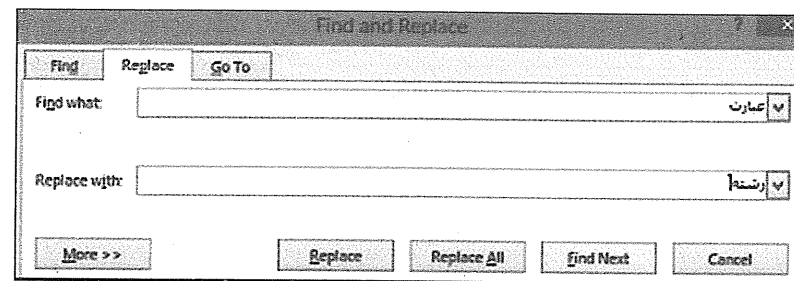 Find and Replace ? ×
Find Replace Go To
Find what: عبارت
Replace with: رشته
More >> Replace Replace All Find Next Cancel